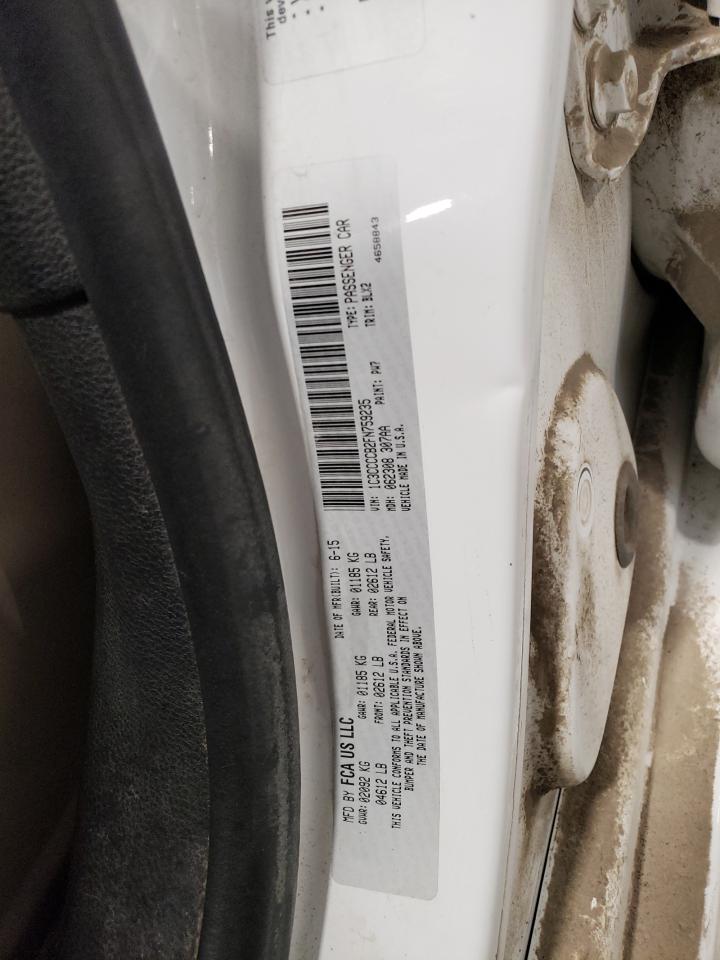 This v
dev
MFD BY FCA US LLC
DATE OF MFR(BUILT): 6-15
GVWR: 02092 KG
GAWR: 01185 KG
GAWR: 01185 KG
04612 LB
FRONT: 02612 LB
REAR: 02612 LB
THIS VEHICLE CONFORMS TO ALL APPLICABLE U.S.A. FEDERAL MOTOR VEHICLE SAFETY,
BUMPER AND THEFT PREVENTION STANDARDS IN EFFECT ON
THE DATE OF MANUFACTURE SHOWN ABOVE.
VIN: 1C3CCCCB2FN759235
TYPE: PASSENGER CAR
MDH: 062308 307AA
PAINT: PW7
TRIM: BLX2
VEHICLE MADE IN U.S.A.
4658843